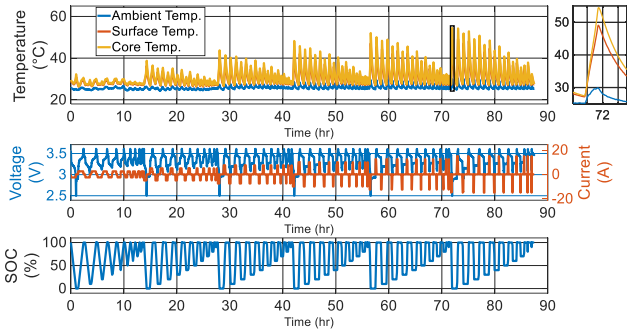 Ambient Temp.
Surface Temp.
Core Temp.
Temperature
(°C)
60
40
20
0 10 20 30 40 50 60 70 80 90
Time (hr)
50
40
30
72
Voltage
(V)
3.5
3
2.5
20
0
-20
Current
(A)
0 10 20 30 40 50 60 70 80 90
Time (hr)
SOC
(%)
100
50
0
0 10 20 30 40 50 60 70 80 90
Time (hr)